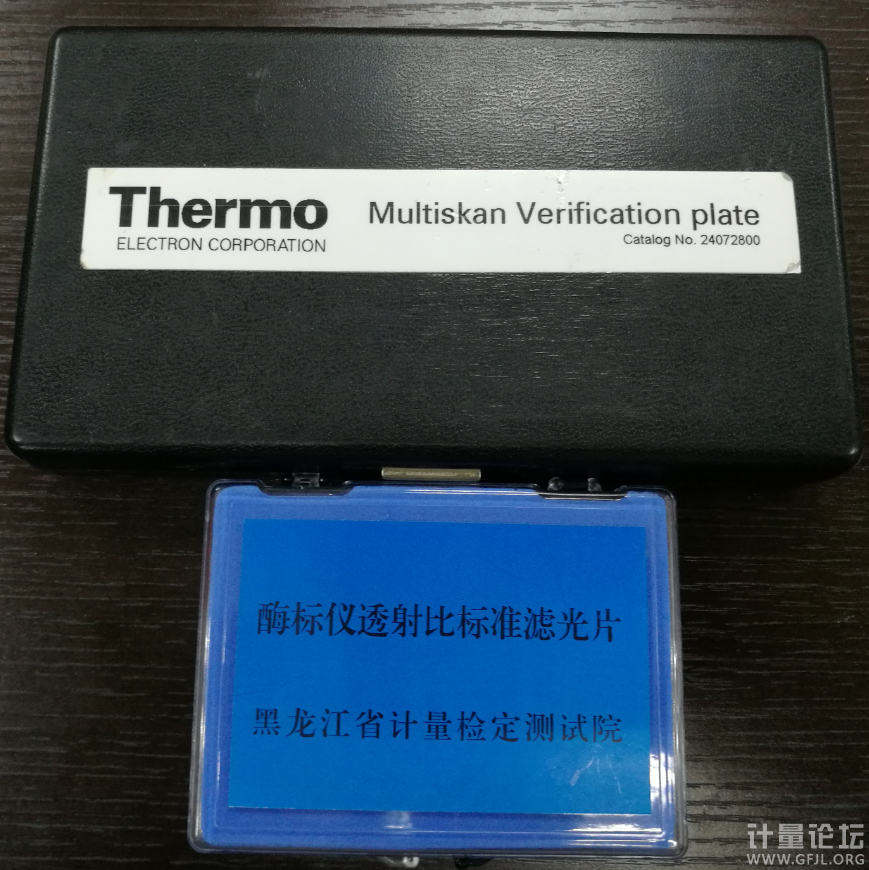 Thermo
ELECTRON CORPORATION
Multiskan Verification plate
Catalog No. 24072800
酶标仪透射比标准滤光片
黑龙江省计量检定测试院
计量论坛
WWW.GFJL.ORG